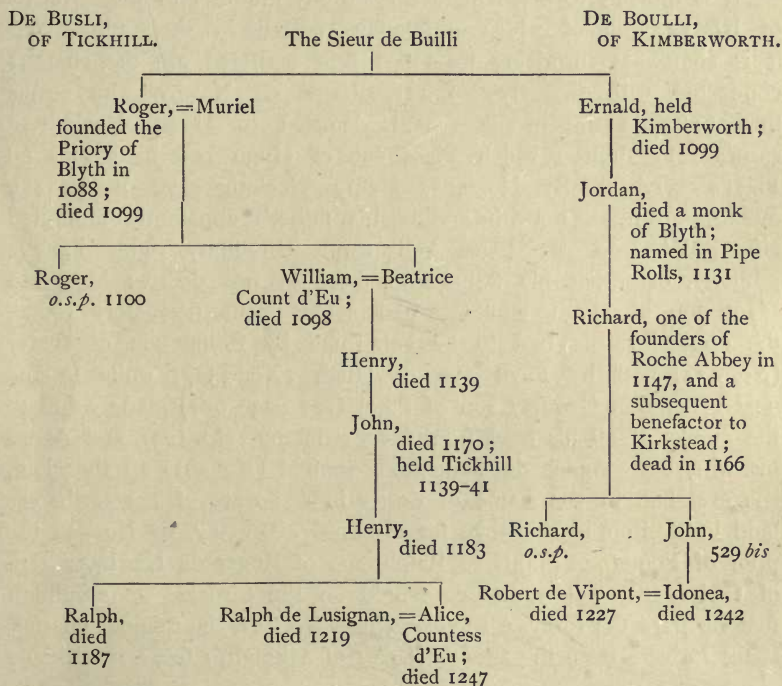 DE BUSLI,
OF TICKHILL.
The Sieur de Builli
DE BOULLI,
OF KIMBERWORTH.
Roger, = Muriel
founded the
Priory of
Blyth in
1088 ;
died 1099
Ernald, held
Kimberworth ;
died 1099
Jordan,
died a monk
of Blyth ;
named in Pipe
Rolls, 1131
Roger,
o.s.p. 1100
William, = Beatrice
Count d'Eu ;
died 1098
Henry,
died 1139
John,
died 1170 ;
held Tickhill
1139-41
Henry,
died 1183
Richard, one of the
founders of
Roche Abbey in
1147, and a
subsequent
benefactor to
Kirkstead ;
dead in 1166
Richard,
o.s.p.
John,
529 bis
Ralph,
died
1187
Ralph de Lusignan, = Alice,
died 1219
Countess
d'Eu ;
died 1247
Robert de Vipont, = Idonea,
died 1227
died 1242